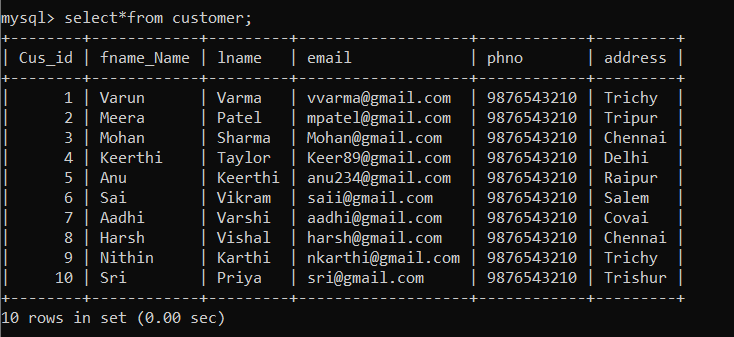 mysql> select*from customer;
+--------+------------+---------+-------------------+------------+---------+
| Cus_id | fname_Name | lname   | email             | phno       | address |
+--------+------------+---------+-------------------+------------+---------+
|      1 | Varun      | Varma   | vvarma@gmail.com  | 9876543210 | Trichy  |
|      2 | Meera      | Patel   | mpatel@gmail.com  | 9876543210 | Tripur  |
|      3 | Mohan      | Sharma  | Mohan@gmail.com   | 9876543210 | Chennai |
|      4 | Keerthi    | Taylor  | Keer89@gmail.com  | 9876543210 | Delhi   |
|      5 | Anu        | Keerthi | anu234@gmail.com  | 9876543210 | Raipur  |
|      6 | Sai        | Vikram  | saii@gmail.com    | 9876543210 | Salem   |
|      7 | Aadhi      | Varshi  | aadhi@gmail.com   | 9876543210 | Covai   |
|      8 | Harsh      | Vishal  | harsh@gmail.com   | 9876543210 | Chennai |
|      9 | Nithin     | Karthi  | nkarthi@gmail.com | 9876543210 | Trichy  |
|     10 | Sri        | Priya   | sri@gmail.com     | 9876543210 | Trishur |
+--------+------------+---------+-------------------+------------+---------+
10 rows in set (0.00 sec)